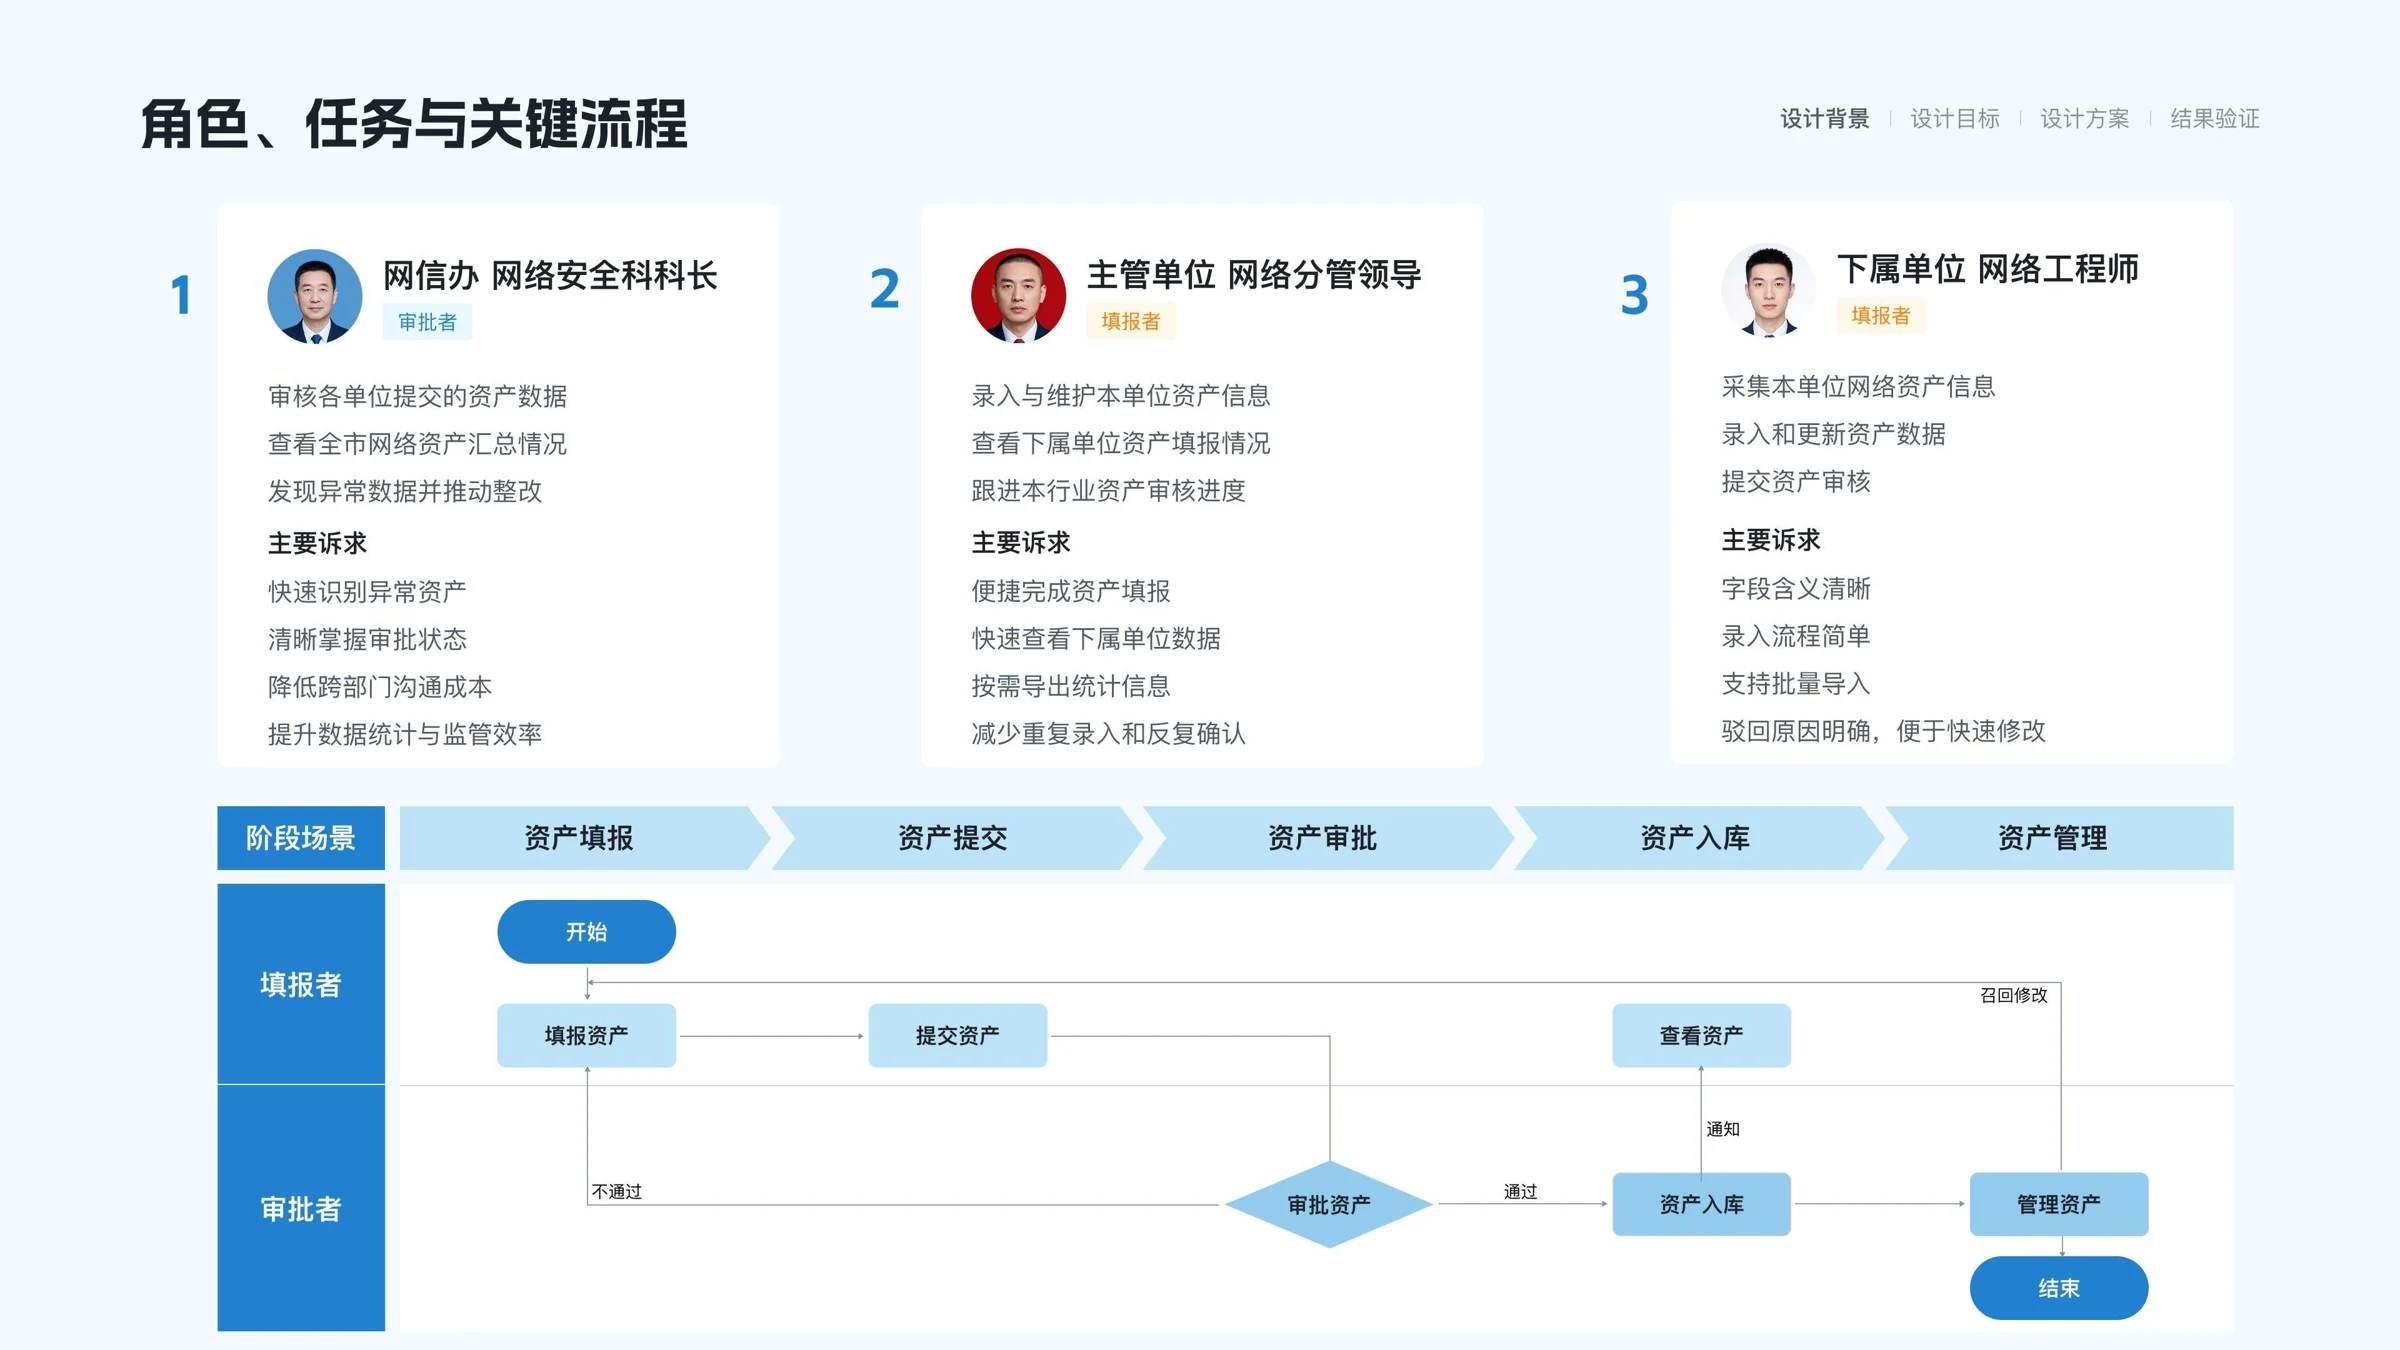 角色、任务与关键流程
设计背景 | 设计目标 | 设计方案 | 结果验证
1
网信办 网络安全科科长
审批者
审核各单位提交的资产数据
查看全市网络资产汇总情况
发现异常数据并推动整改
主要诉求
快速识别异常资产
清晰掌握审批状态
降低跨部门沟通成本
提升数据统计与监管效率
2
主管单位 网络分管领导
填报者
录入与维护本单位资产信息
查看下属单位资产填报情况
跟进本行业资产审核进度
主要诉求
便捷完成资产填报
快速查看下属单位数据
按需导出统计信息
减少重复录入和反复确认
3
下属单位 网络工程师
填报者
采集本单位网络资产信息
录入和更新资产数据
提交资产审核
主要诉求
字段含义清晰
录入流程简单
支持批量导入
驳回原因明确，便于快速修改
阶段场景
资产填报
资产提交
资产审批
资产入库
资产管理
填报者
开始
召回修改
填报资产
提交资产
查看资产
审批者
通知
不通过
审批资产
通过
资产入库
管理资产
结束